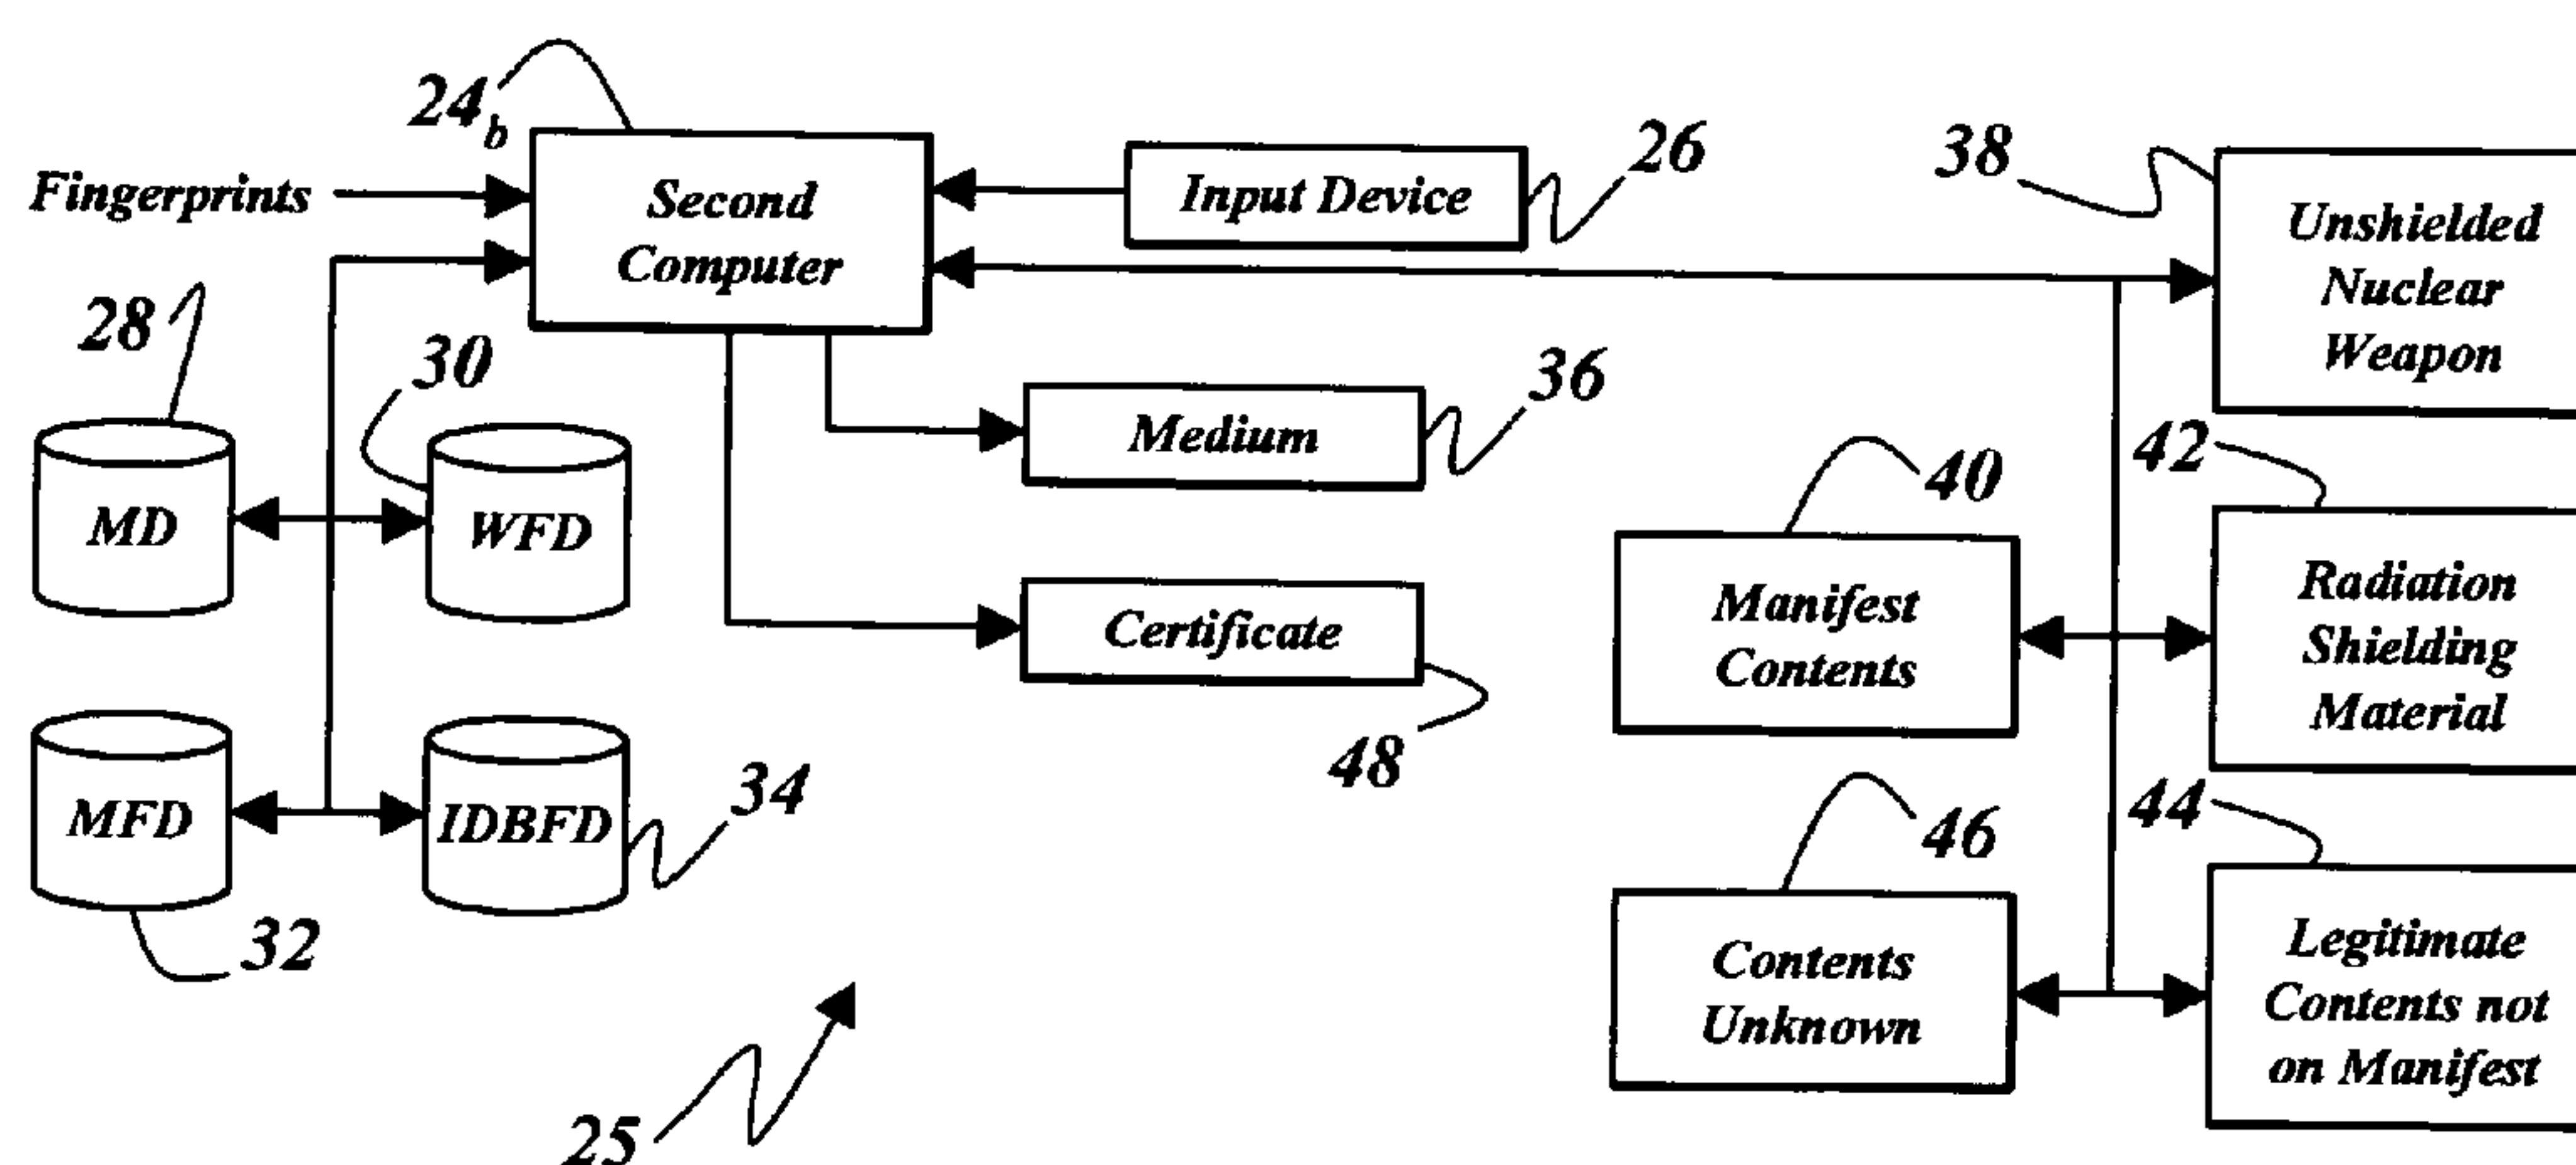 24b
Fingerprints
Second
Computer
Input Device
26
38
Unshielded
Nuclear
Weapon
28
30
Medium
36
MD
WFD
40
42
Manifest
Contents
Radiation
Shielding
Material
Certificate
48
MFD
IDBFD
34
32
46
44
Contents
Unknown
Legitimate
Contents not
on Manifest
25